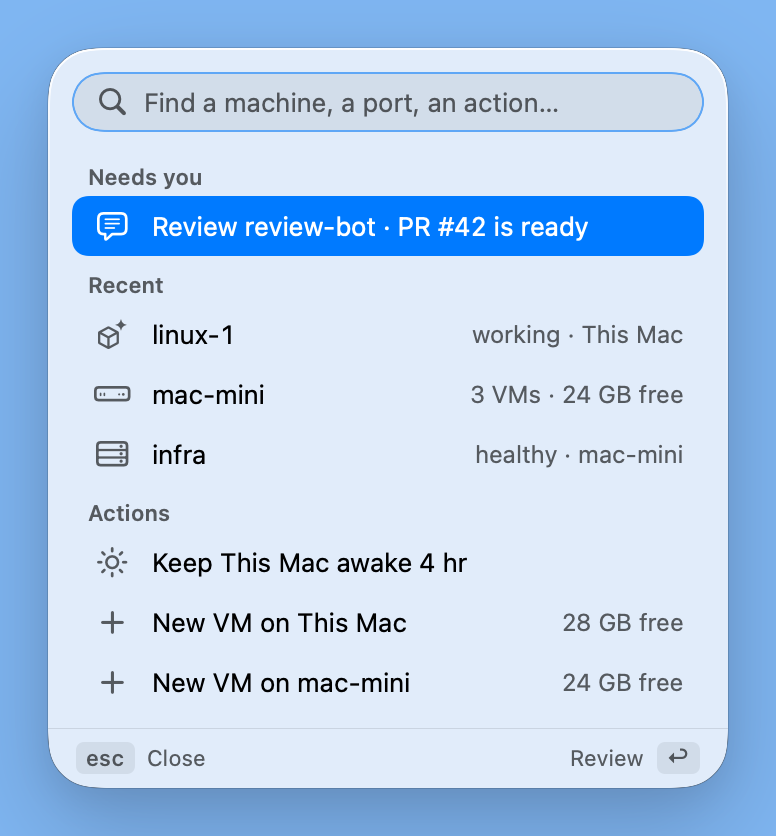 Find a machine, a port, an action...
Needs you
Review review-bot · PR #42 is ready
Recent
linux-1 working · This Mac
mac-mini 3 VMs · 24 GB free
infra healthy · mac-mini
Actions
Keep This Mac awake 4 hr
New VM on This Mac 28 GB free
New VM on mac-mini 24 GB free
esc Close Review